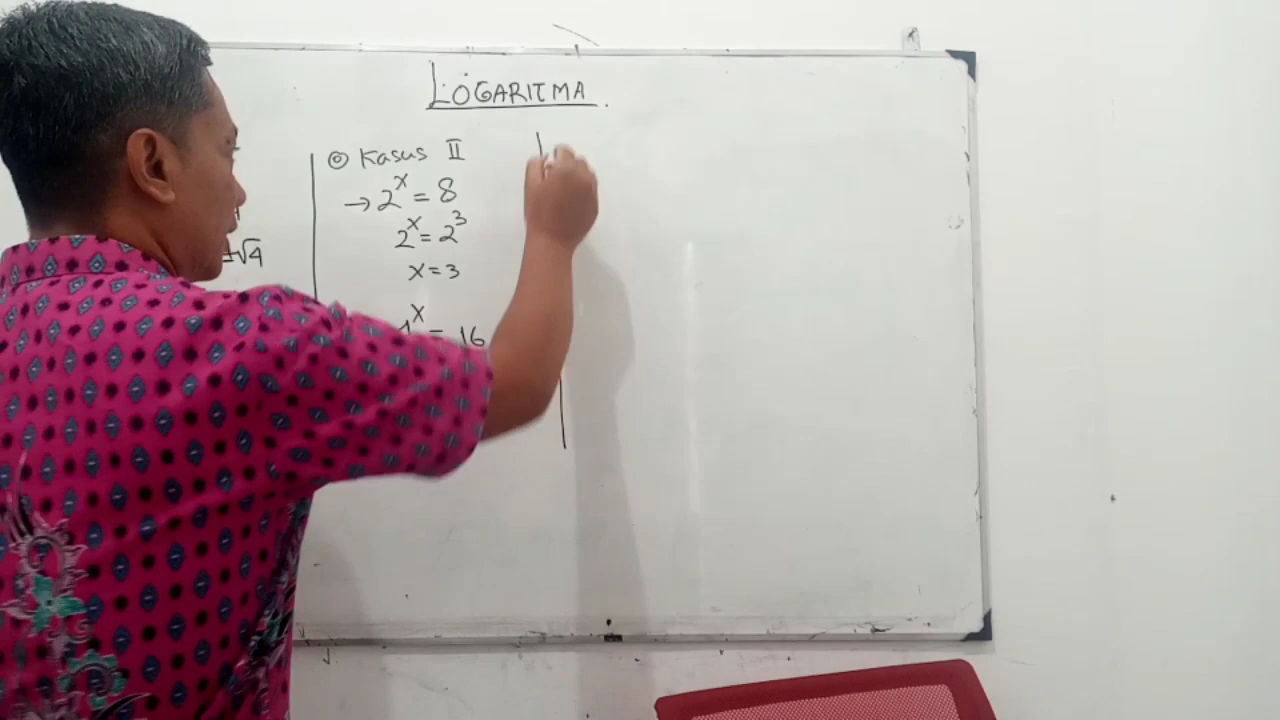 LOGARITMA.
±√4
◎ Kasus II
→ 2^x = 8
2^x = 2^3
x = 3
4^x = 16